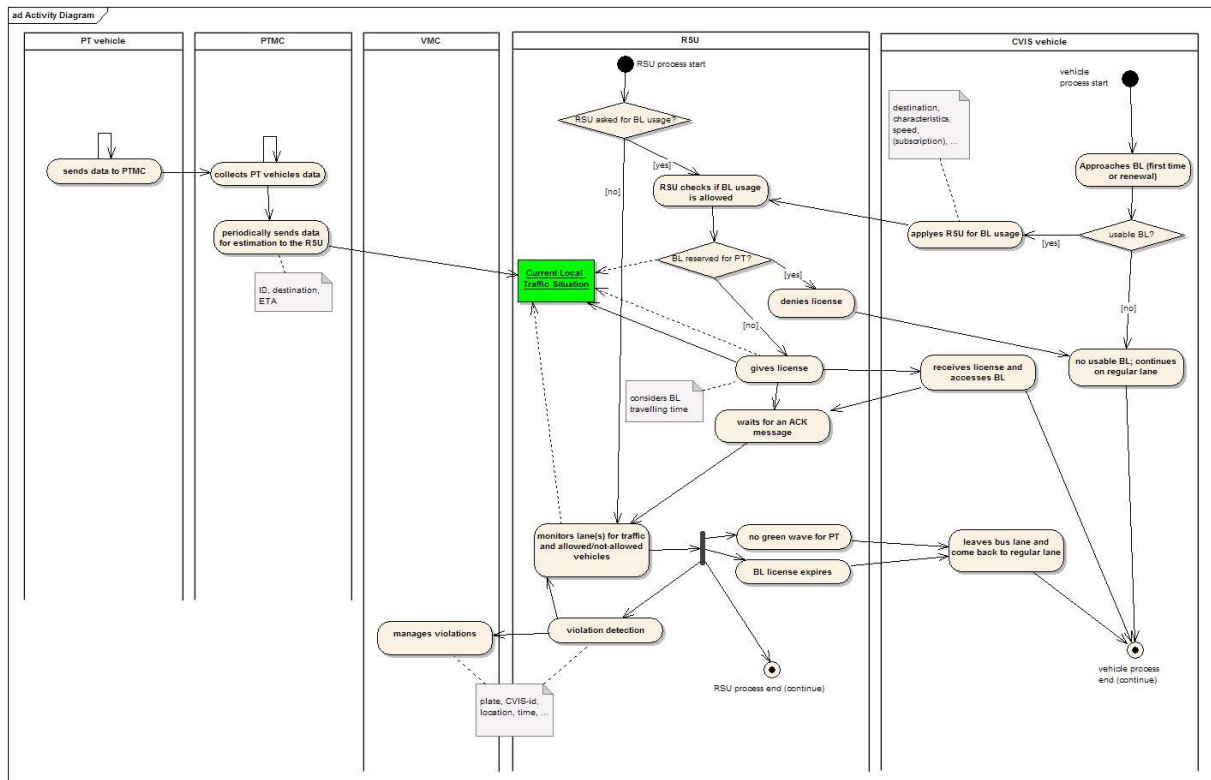 ad Activity Diagram
PT vehicle
PTMC
VMC
RSU
CVIS vehicle
RSU process start
vehicle
process start
destination,
characteristics,
speed,
(subscription), ...
RSU asked for BL usage?
[yes]
[no]
sends data to PTMC
collects PT vehicles data
RSU checks if BL usage
is allowed
Approaches BL (first time
or renewal)
periodically sends data
for estimation to the RSU
applyes RSU for BL usage
[yes]
usable BL?
[no]
ID, destination,
ETA
Current Local
Traffic Situation
BL reserved for PT?
[yes]
[no]
denies license
gives license
receives license and
accesses BL
no usable BL; continues
on regular lane
considers BL
travelling time
waits for an ACK
message
monitors lane(s) for traffic
and allowed/not-allowed
vehicles
no green wave for PT
BL license expires
leaves bus lane and
come back to regular lane
manages violations
violation detection
plate, CVIS-id,
location, time, ...
RSU process end (continue)
vehicle process
end (continue)